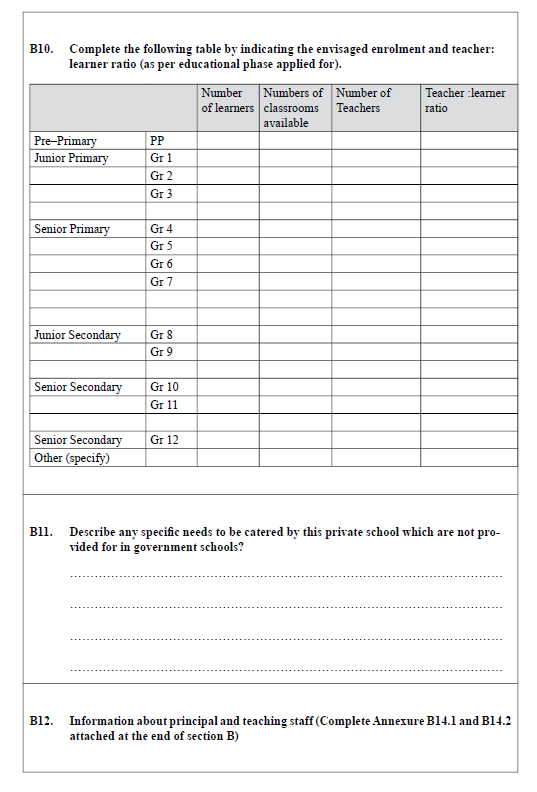 B10. Complete the following table by indicating the envisaged enrolment and teacher:
learner ratio (as per educational phase applied for).
Number of learners Numbers of classrooms available Number of Teachers Teacher :learner ratio
Pre–Primary PP
Junior Primary Gr 1
Gr 2
Gr 3
Senior Primary Gr 4
Gr 5
Gr 6
Gr 7
Junior Secondary Gr 8
Gr 9
Senior Secondary Gr 10
Gr 11
Senior Secondary Gr 12
Other (specify)
B11. Describe any specific needs to be catered by this private school which are not pro-
vided for in government schools?
B12. Information about principal and teaching staff (Complete Annexure B14.1 and B14.2
attached at the end of section B)